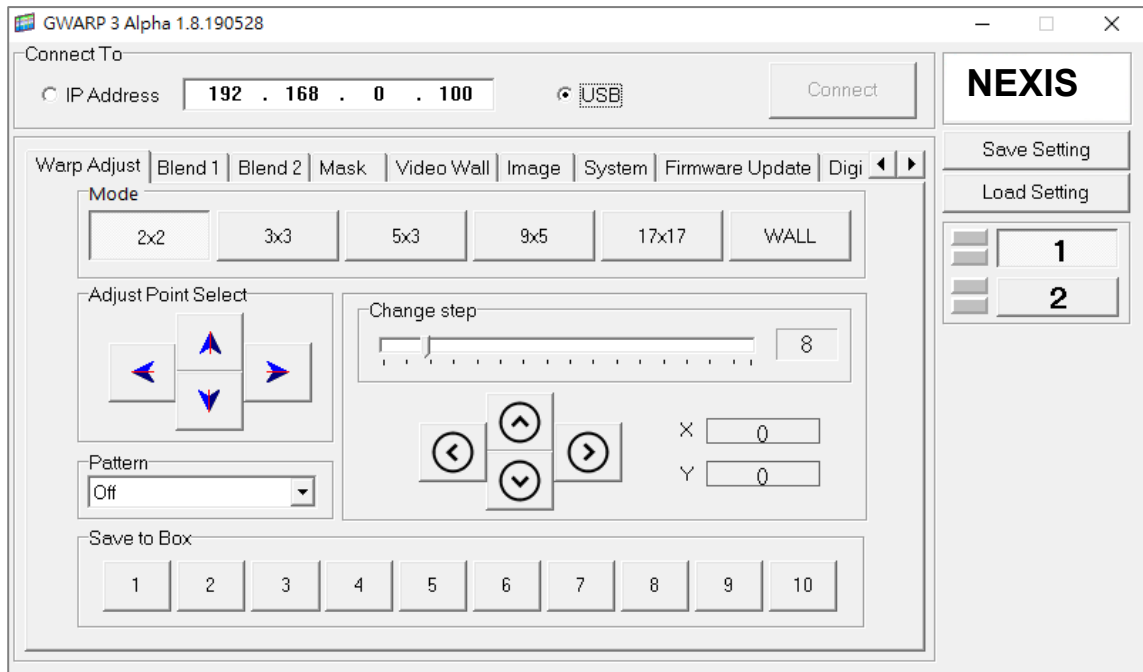 GWARP 3 Alpha 1.8.190528
Connect To
IP Address 192 . 168 . 0 . 100 USB Connect
NEXIS
Save Setting
Load Setting
1
2
Warp Adjust Blend 1 Blend 2 Mask Video Wall Image System Firmware Update Digi
Mode
2x2 3x3 5x3 9x5 17x17 WALL
Adjust Point Select
Change step
8
X 0
Y 0
Pattern
Off
Save to Box
1 2 3 4 5 6 7 8 9 10